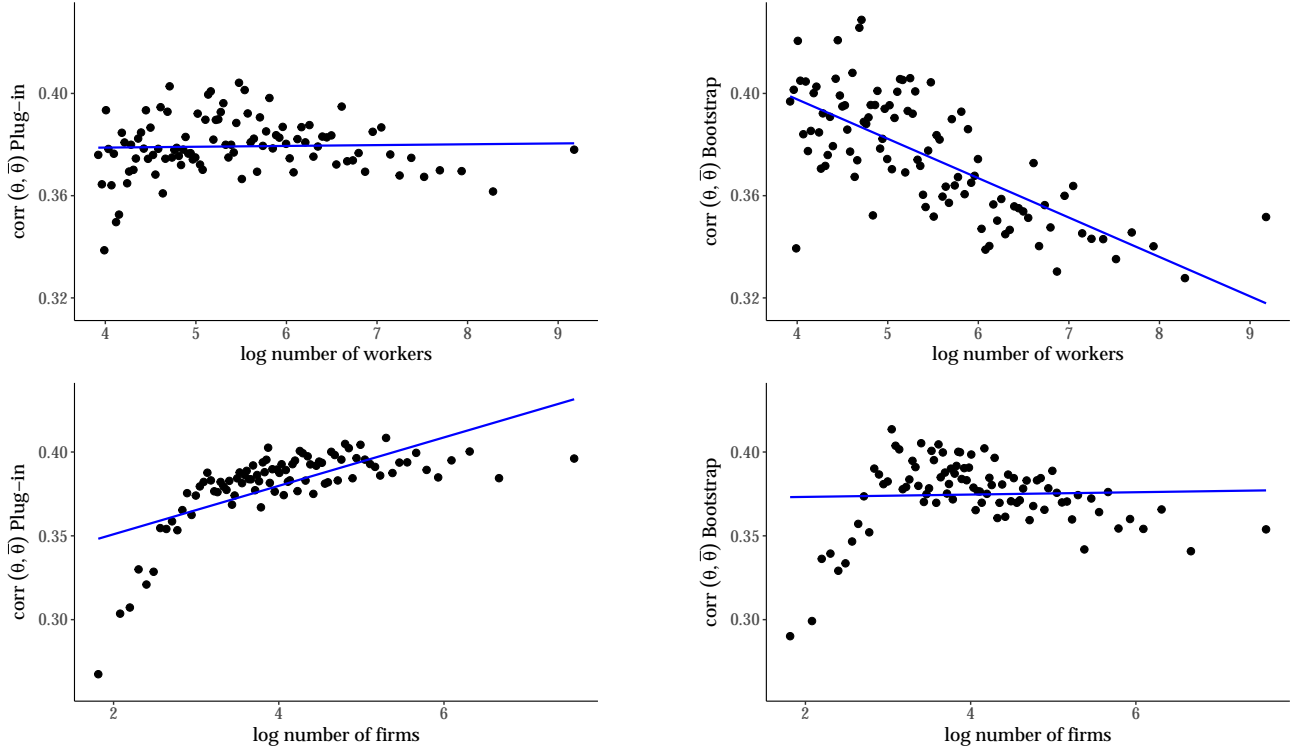 corr (θ, θ̅) Plug−in
0.40
0.36
0.32
4 5 6 7 8 9
log number of workers
corr (θ, θ̅) Bootstrap
0.40
0.36
0.32
4 5 6 7 8 9
log number of workers
corr (θ, θ̅) Plug−in
0.40
0.35
0.30
2 4 6
log number of firms
corr (θ, θ̅) Bootstrap
0.40
0.35
0.30
2 4 6
log number of firms